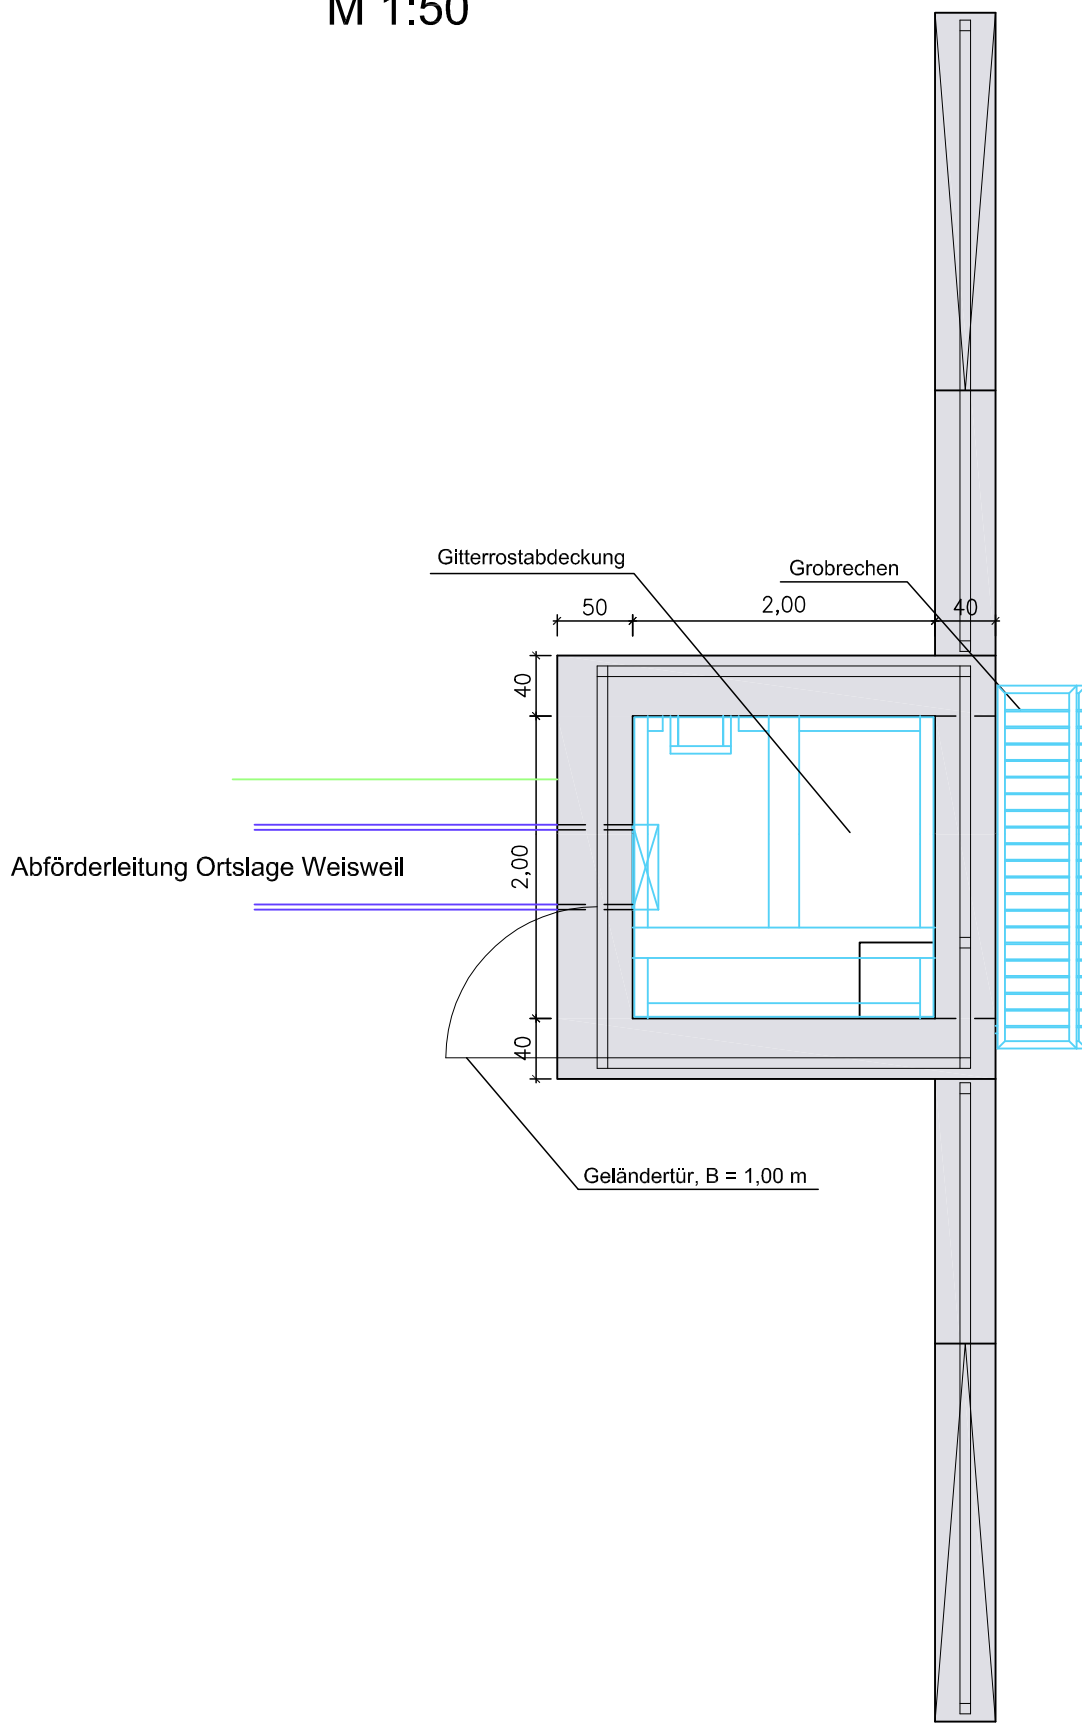 M 1:50
Gitterrostabdeckung
Grobrechen
50
2,00
40
40
2,00
Abförderleitung Ortslage Weisweil
40
Geländertür, B = 1,00 m